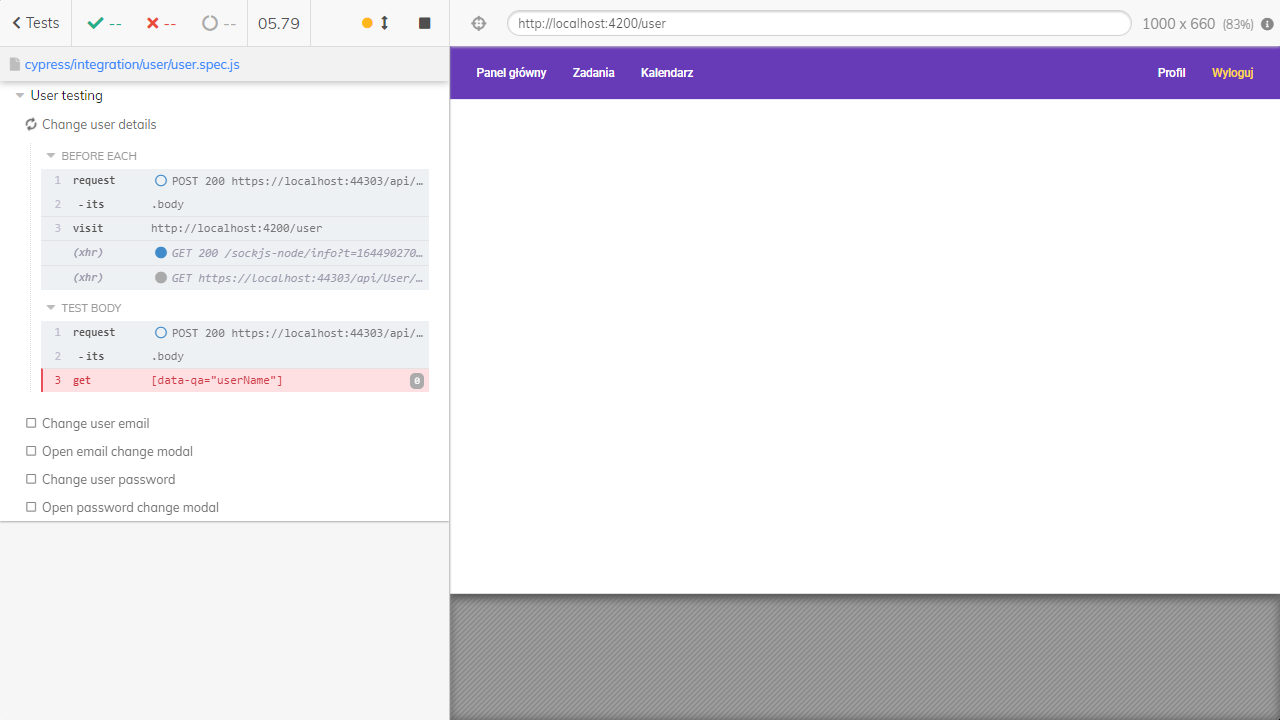 Tests
--
--
--
05.79
http://localhost:4200/user
1000 x 660 (83%)
cypress/integration/user/user.spec.js
Panel główny
Zadania
Kalendarz
Profil
Wyloguj
User testing
Change user details
BEFORE EACH
1 request POST 200 https://localhost:44303/api/…
2 -its .body
3 visit http://localhost:4200/user
(xhr) GET 200 /sockjs-node/info?t=164490270…
(xhr) GET https://localhost:44303/api/User/…
TEST BODY
1 request POST 200 https://localhost:44303/api/…
2 -its .body
3 get [data-qa="userName"] 0
Change user email
Open email change modal
Change user password
Open password change modal